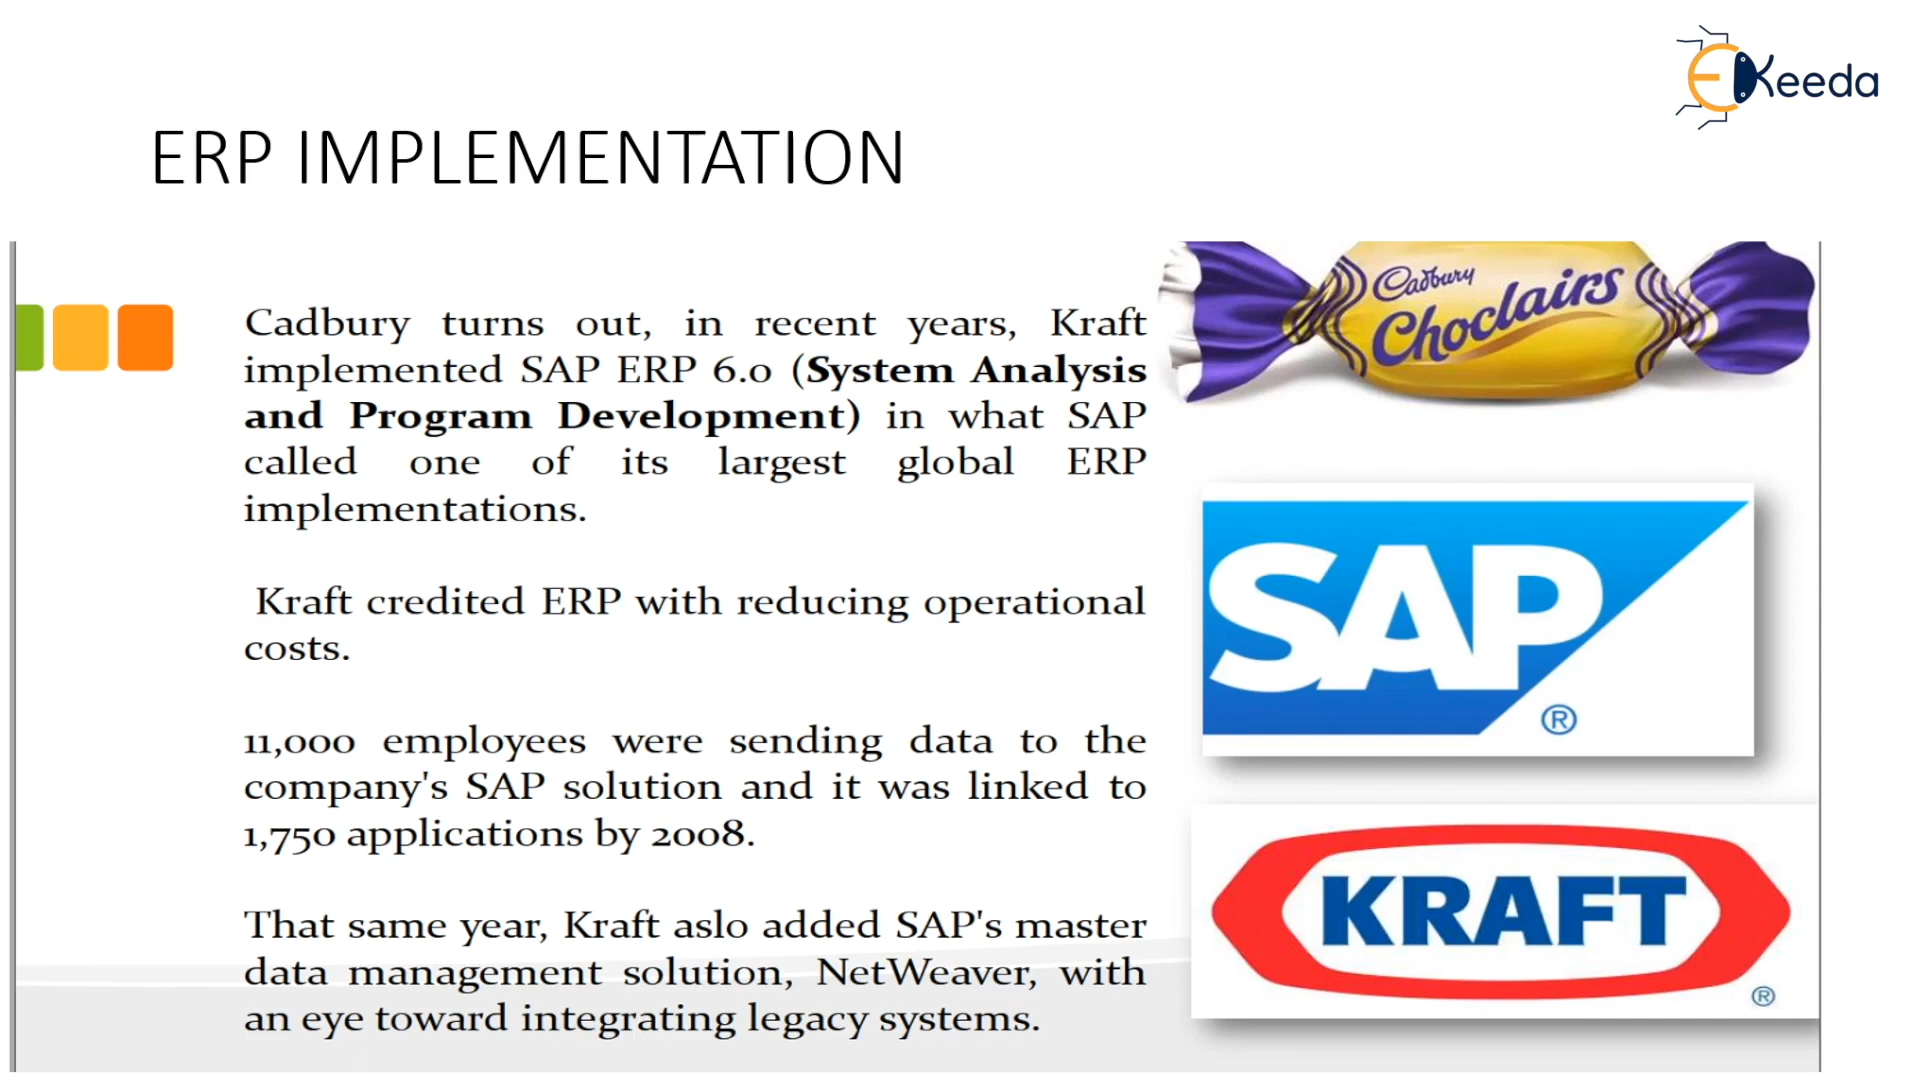 EKeeda
ERP IMPLEMENTATION
Cadbury
Choclairs
Cadbury turns out, in recent years, Kraft
implemented SAP ERP 6.0 (System Analysis
and Program Development) in what SAP
called one of its largest global ERP
implementations.
Kraft credited ERP with reducing operational
costs.
11,000 employees were sending data to the
company's SAP solution and it was linked to
1,750 applications by 2008.
That same year, Kraft aslo added SAP's master
data management solution, NetWeaver, with
an eye toward integrating legacy systems.
SAP
®
KRAFT
®